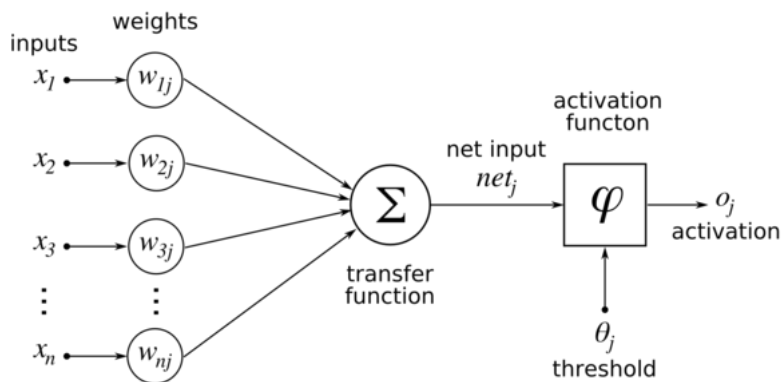 inputs
weights
x1
w1j
x2
w2j
x3
w3j
⋮
⋮
xn
wnj
Σ
transfer
function
net input
netj
activation
functon
φ
oj
activation
θj
threshold